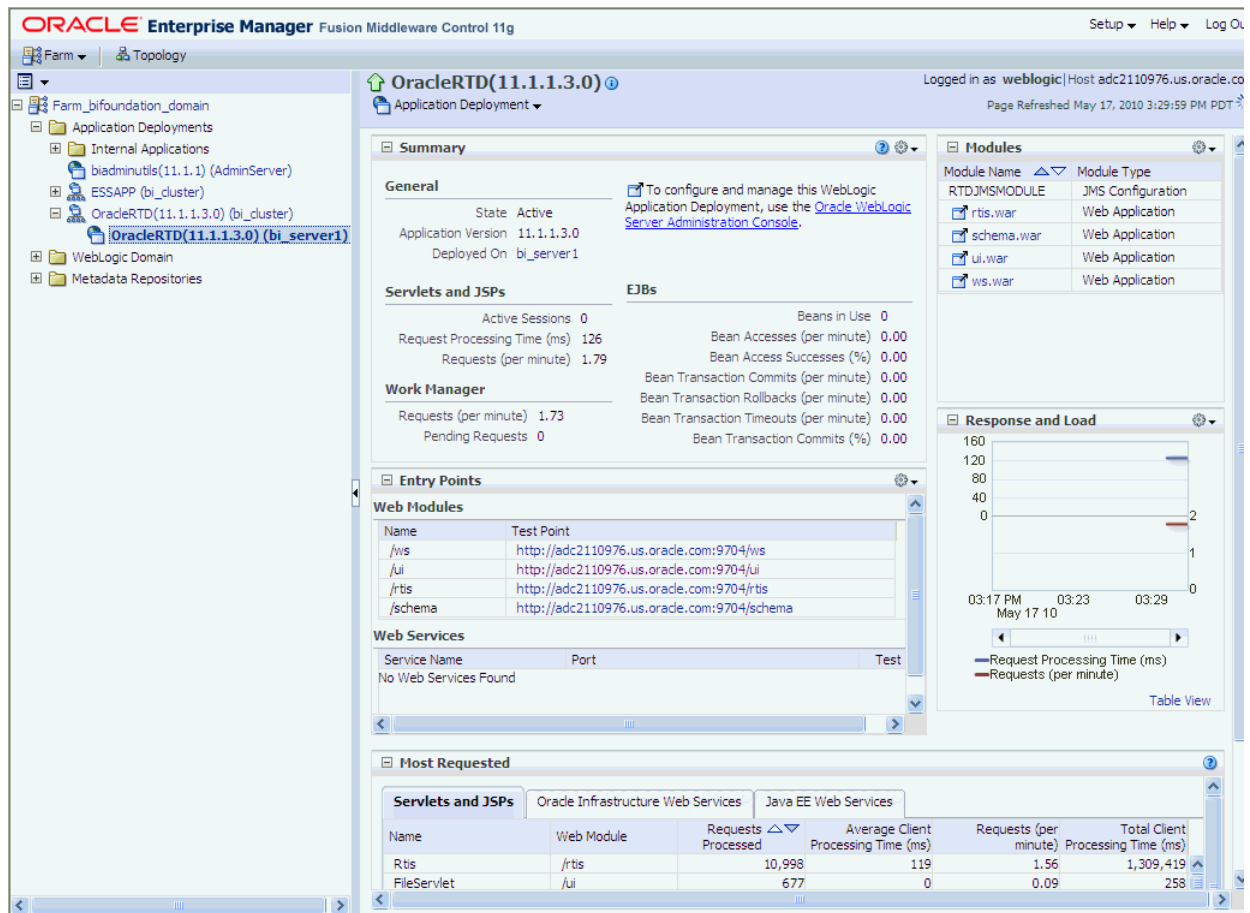 ORACLE Enterprise Manager Fusion Middleware Control 11g
Setup Help Log Ou
Farm Topology
Farm_bifoundation_domain
Application Deployments
Internal Applications
biadminutils(11.1.1) (AdminServer)
ESSAPP (bi_cluster)
OracleRTD(11.1.1.3.0) (bi_cluster)
OracleRTD(11.1.1.3.0) (bi_server1)
WebLogic Domain
Metadata Repositories
OracleRTD(11.1.1.3.0)
Application Deployment
Logged in as weblogic|Host adc2110976.us.oracle.co
Page Refreshed May 17, 2010 3:29:59 PM PDT
Summary
General
State Active
Application Version 11.1.1.3.0
Deployed On bi_server1
To configure and manage this WebLogic
Application Deployment, use the Oracle WebLogic
Server Administration Console.
Servlets and JSPs
Active Sessions 0
Request Processing Time (ms) 126
Requests (per minute) 1.79
Work Manager
Requests (per minute) 1.73
Pending Requests 0
EJBs
Beans in Use 0
Bean Accesses (per minute) 0.00
Bean Access Successes (%) 0.00
Bean Transaction Commits (per minute) 0.00
Bean Transaction Rollbacks (per minute) 0.00
Bean Transaction Timeouts (per minute) 0.00
Bean Transaction Commits (%) 0.00
Modules
Module Name Module Type
RTDJMSMODULE JMS Configuration
rtis.war Web Application
schema.war Web Application
ui.war Web Application
ws.war Web Application
Response and Load
160
120
80
40
0
2
1
0
03:17 PM 03:23 03:29
May 17 10
Request Processing Time (ms)
Requests (per minute)
Table View
Entry Points
Web Modules
Name Test Point
/ws http://adc2110976.us.oracle.com:9704/ws
/ui http://adc2110976.us.oracle.com:9704/ui
/rtis http://adc2110976.us.oracle.com:9704/rtis
/schema http://adc2110976.us.oracle.com:9704/schema
Web Services
Service Name Port Test
No Web Services Found
Most Requested
Servlets and JSPs Oracle Infrastructure Web Services Java EE Web Services
Name Web Module Requests Processed Average Client Processing Time (ms) Requests (per minute) Total Client Processing Time (ms)
Rtis /rtis 10,998 119 1.56 1,309,419
FileServlet /ui 677 0 0.09 258